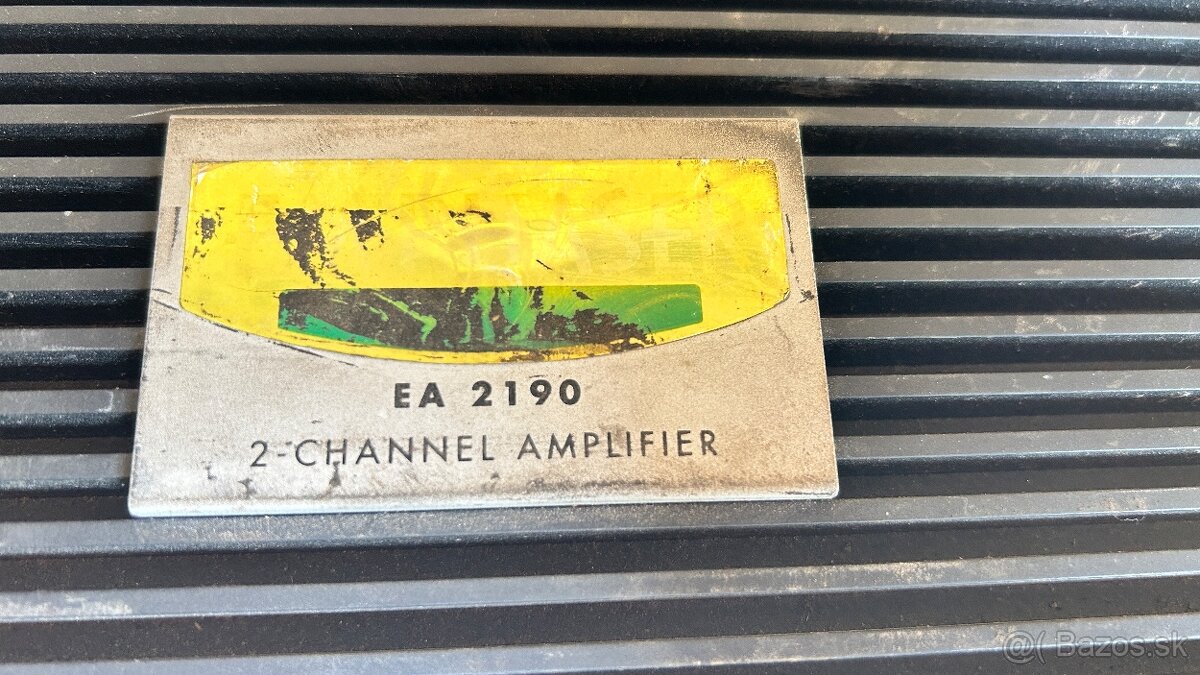 EA 2190
2-CHANNEL AMPLIFIER
@( Bazos.sk